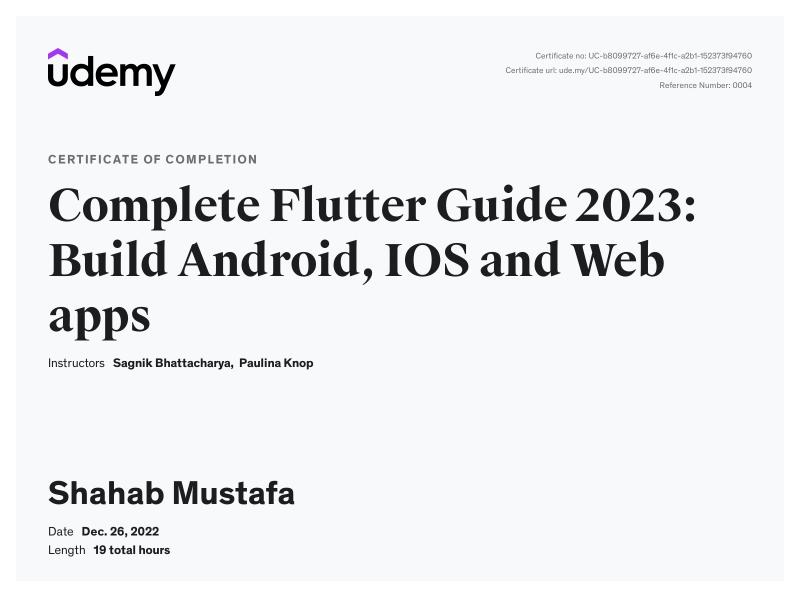 udemy
Certificate no: UC-b8099727-af6e-4f1c-a2b1-152373f94760
Certificate url: ude.my/UC-b8099727-af6e-4f1c-a2b1-152373f94760
Reference Number: 0004
CERTIFICATE OF COMPLETION
Complete Flutter Guide 2023:
Build Android, IOS and Web
apps
Instructors Sagnik Bhattacharya, Paulina Knop
Shahab Mustafa
Date Dec. 26, 2022
Length 19 total hours